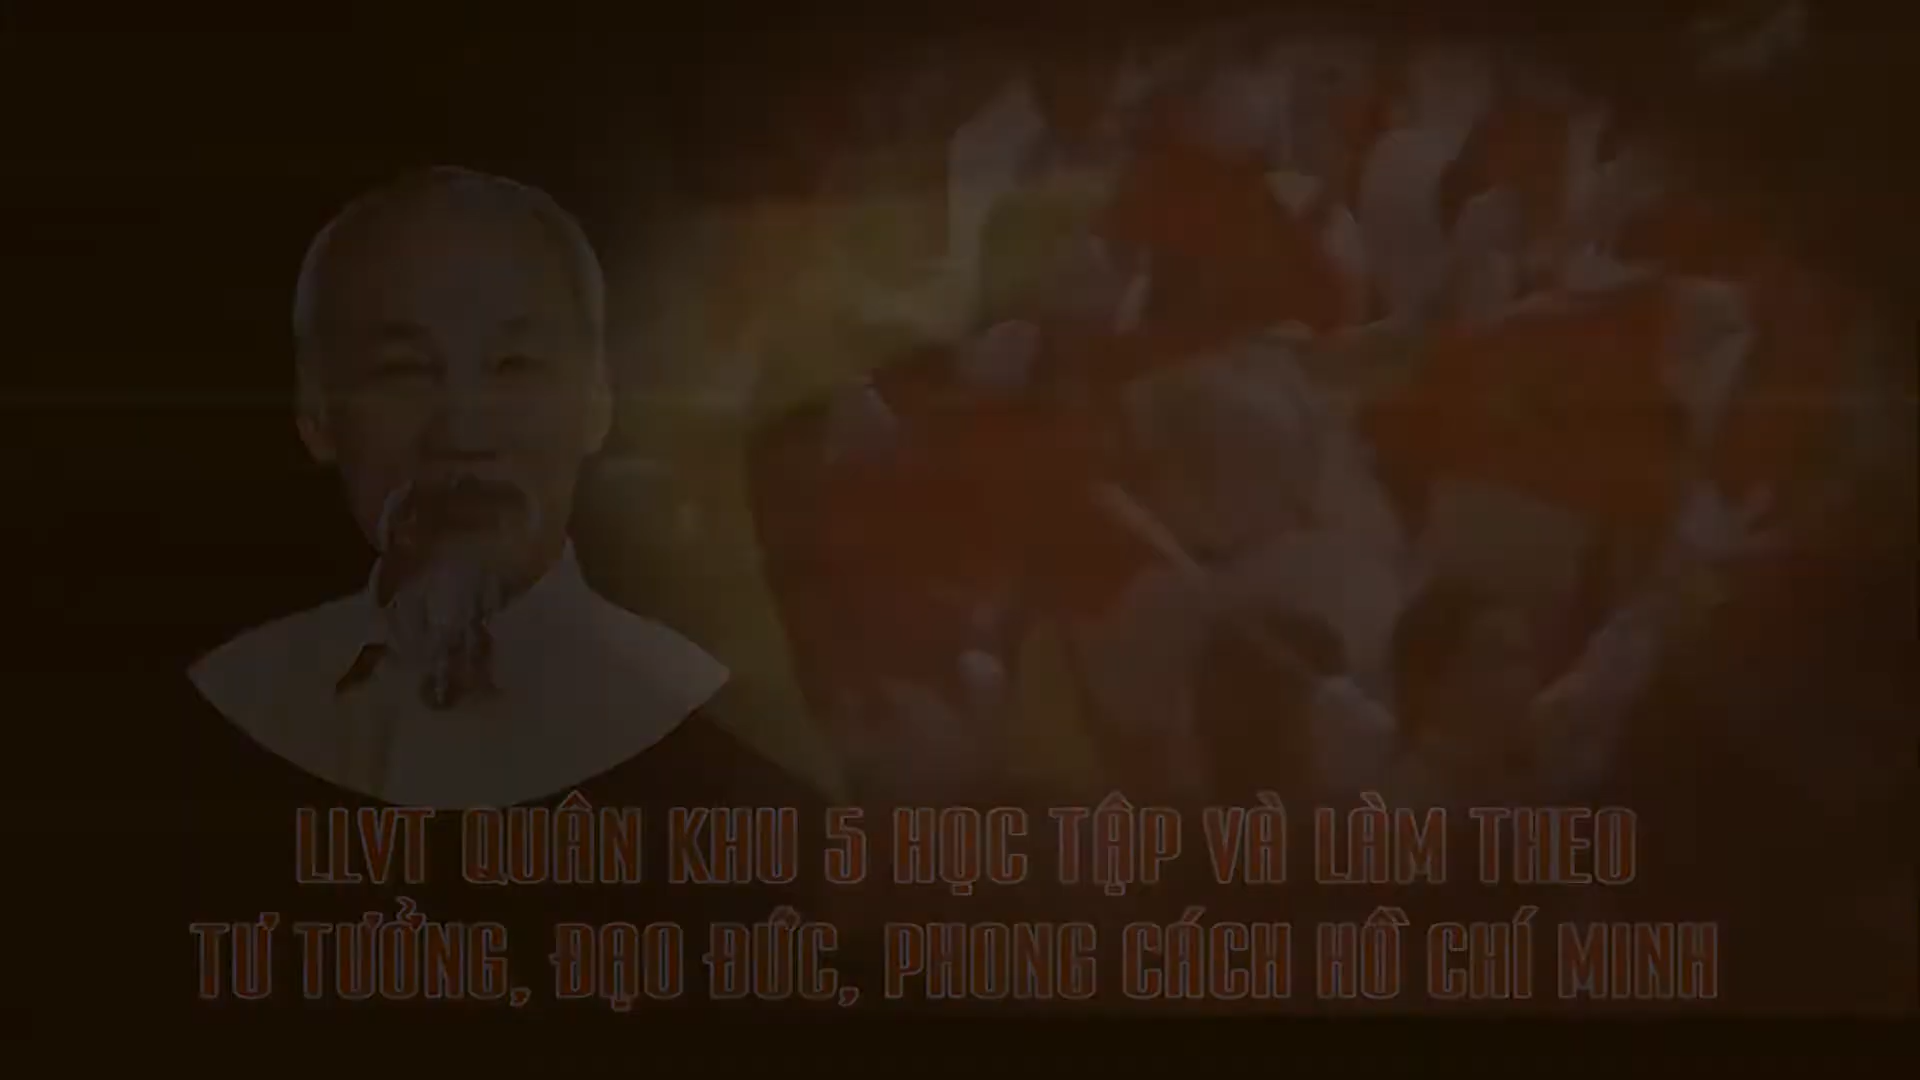 LLVT QUÂN KHU 5 HỌC TẬP VÀ LÀM THEO
TƯ TƯỞNG, ĐẠO ĐỨC, PHONG CÁCH HỒ CHÍ MINH